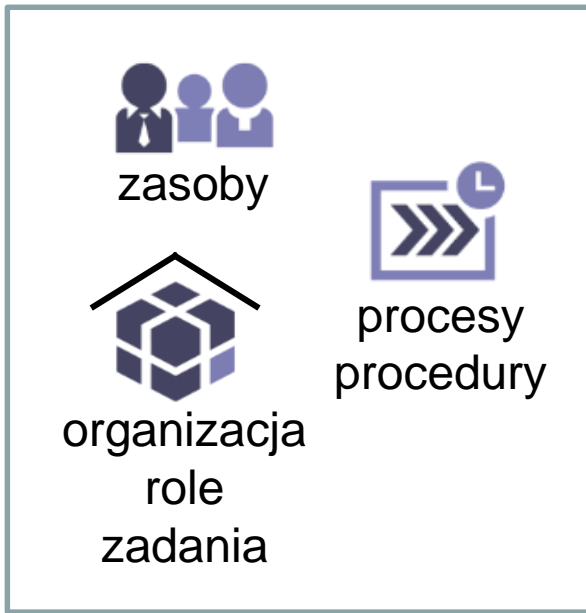 zasoby
procesy
procedury
organizacja
role
zadania